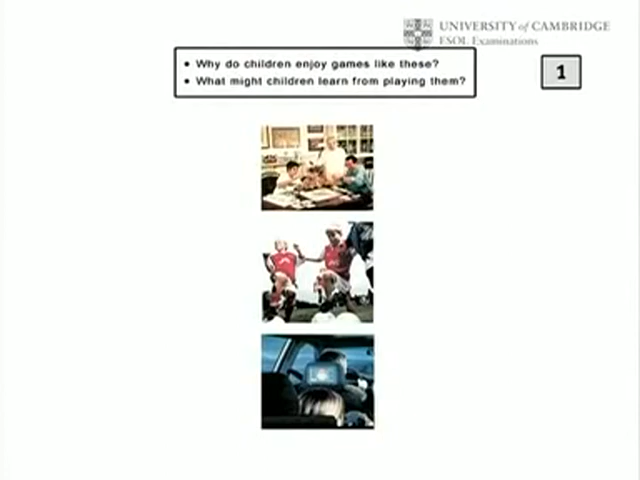 UNIVERSITY of CAMBRIDGE
ESOL Examinations
• Why do children enjoy games like these?
• What might children learn from playing them?
1